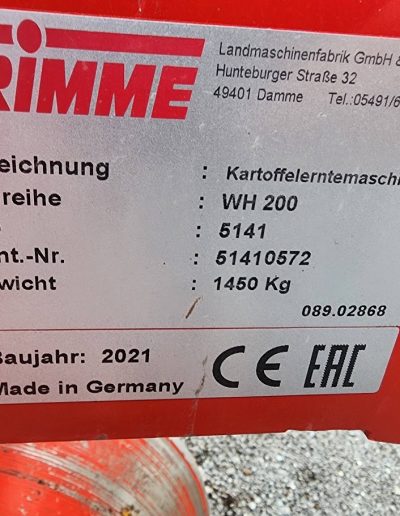 RIMME
Landmaschinenfabrik GmbH &
Hunteburger Straße 32
49401 Damme Tel.:05491/6
eichnung : Kartoffelerntemaschi
reihe : WH 200
: 5141
nt.-Nr. : 51410572
wicht : 1450 Kg
089.02868
Baujahr: 2021
Made in Germany
CE EAC